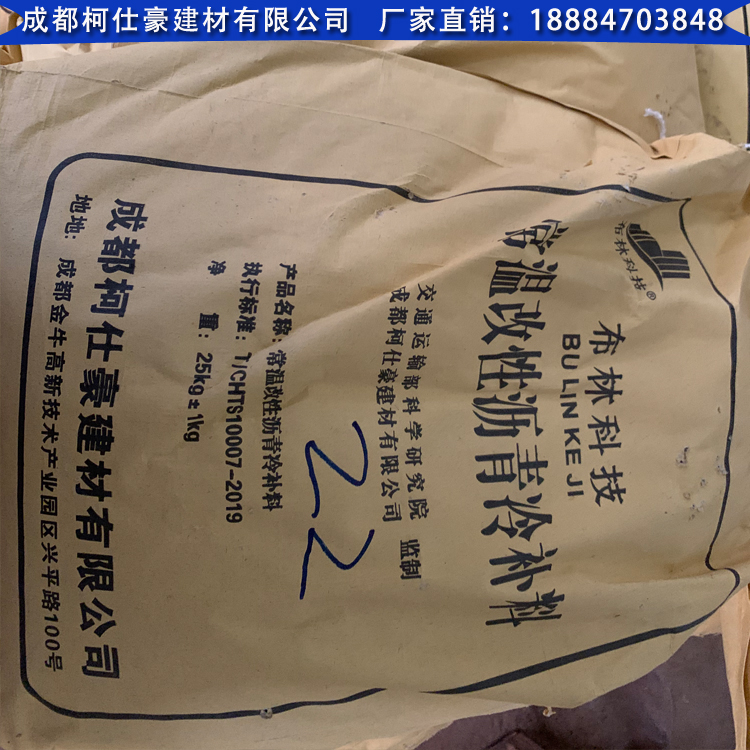 成都柯仕豪建材有限公司 厂家直销：18884703848
布林科技®
布林科技
BU LIN KE JI
常温改性沥青冷补料
交通运输部科学研究院
成都柯仕豪建材有限公司 监制
22
产品名称：常温改性沥青冷补料
执行标准：T/CHTS10007-2019
净 重：25kg±1kg
成都柯仕豪建材有限公司
地地：成都金牛高新技术产业园区兴平路100号